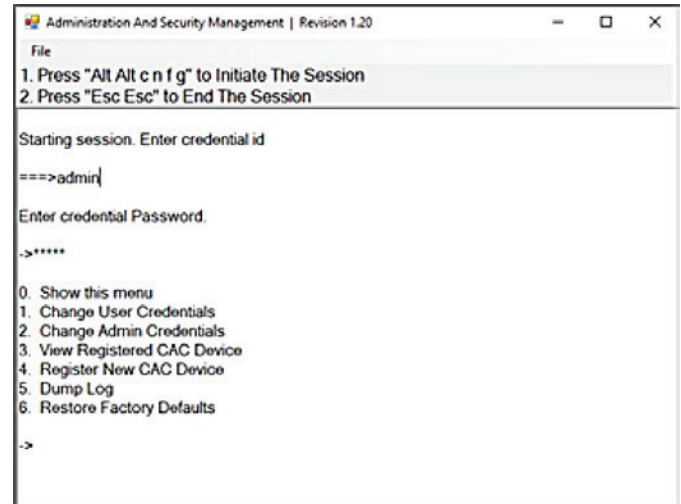 Administration And Security Management | Revision 1.20
File
1. Press "Alt Alt c n f g" to Initiate The Session
2. Press "Esc Esc" to End The Session
Starting session. Enter credential id
===>admin
Enter credential Password.
->*****
0. Show this menu
1. Change User Credentials
2. Change Admin Credentials
3. View Registered CAC Device
4. Register New CAC Device
5. Dump Log
6. Restore Factory Defaults
->